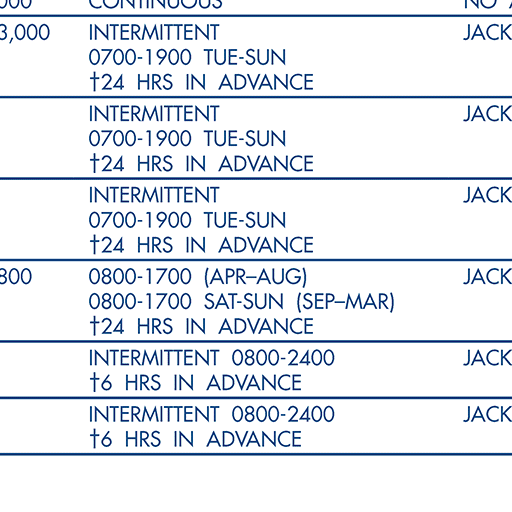 000 CONTINUOUS NO
3,000 INTERMITTENT JACK
0700-1900 TUE-SUN
†24 HRS IN ADVANCE
INTERMITTENT JACK
0700-1900 TUE-SUN
†24 HRS IN ADVANCE
INTERMITTENT JACK
0700-1900 TUE-SUN
†24 HRS IN ADVANCE
800 0800-1700 (APR–AUG) JACK
0800-1700 SAT-SUN (SEP–MAR)
†24 HRS IN ADVANCE
INTERMITTENT 0800-2400 JACK
†6 HRS IN ADVANCE
INTERMITTENT 0800-2400 JACK
†6 HRS IN ADVANCE